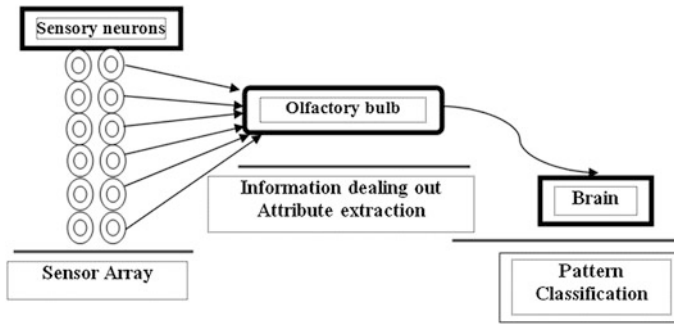 Sensory neurons
Olfactory bulb
Information dealing out
Attribute extraction
Brain
Sensor Array
Pattern
Classification